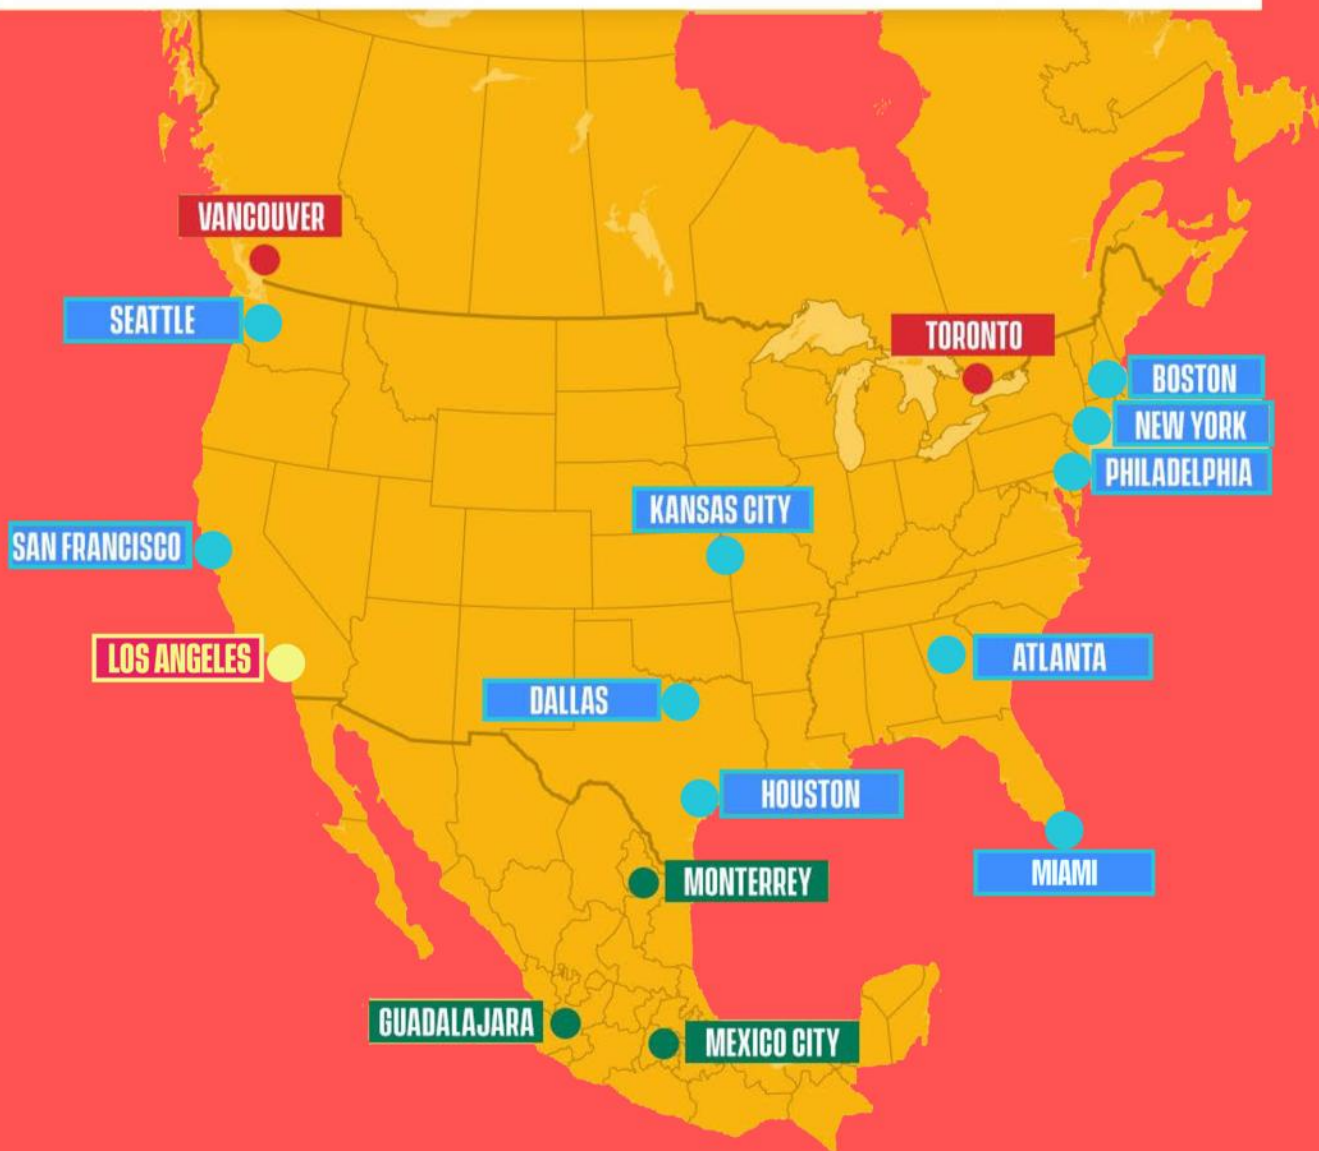 VANCOUVER
SEATTLE
TORONTO
BOSTON
NEW YORK
PHILADELPHIA
KANSAS CITY
SAN FRANCISCO
LOS ANGELES
ATLANTA
DALLAS
HOUSTON
MIAMI
MONTERREY
GUADALAJARA
MEXICO CITY